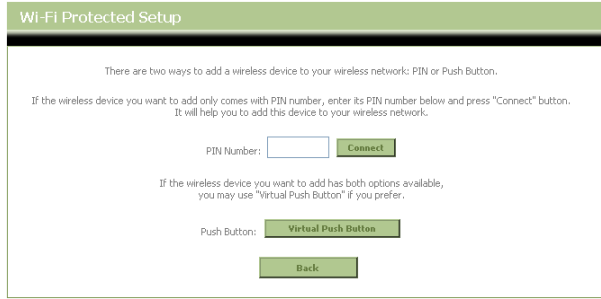 Wi-Fi Protected Setup
There are two ways to add a wireless device to your wireless network: PIN or Push Button.
If the wireless device you want to add only comes with PIN number, enter its PIN number below and press "Connect" button.
It will help you to add this device to your wireless network.
PIN Number: Connect
If the wireless device you want to add has both options available,
you may use "Virtual Push Button" if you prefer.
Push Button: Virtual Push Button
Back